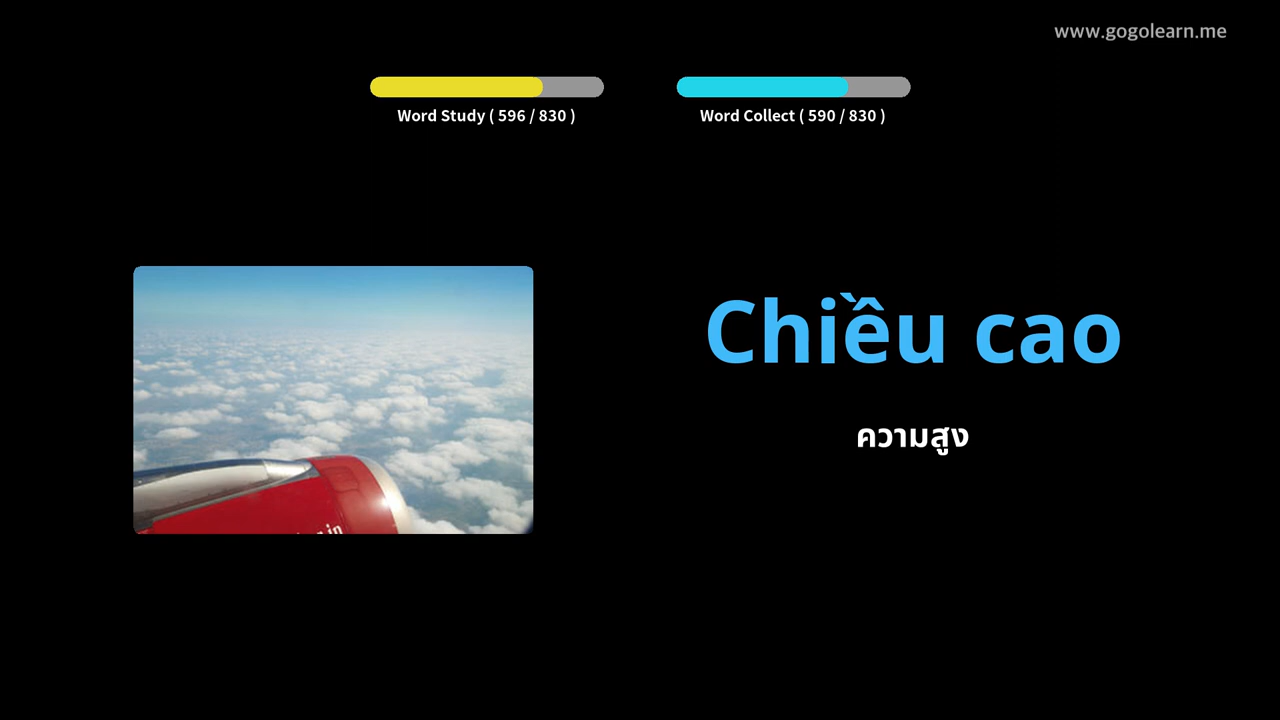 www.gogolearn.me
Word Study ( 596 / 830 )
Word Collect ( 590 / 830 )
Chiều cao
ความสูง